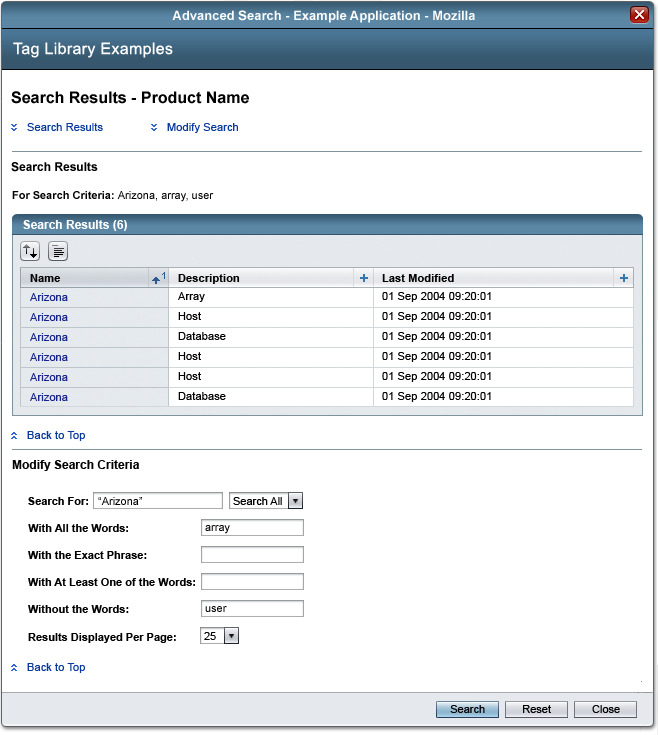 Advanced Search - Example Application - Mozilla
Tag Library Examples
Search Results - Product Name
Search Results Modify Search
Search Results
For Search Criteria: Arizona, array, user
Search Results (6)
Name 1 Description + Last Modified +
Arizona Array 01 Sep 2004 09:20:01
Arizona Host 01 Sep 2004 09:20:01
Arizona Database 01 Sep 2004 09:20:01
Arizona Host 01 Sep 2004 09:20:01
Arizona Host 01 Sep 2004 09:20:01
Arizona Database 01 Sep 2004 09:20:01
Back to Top
Modify Search Criteria
Search For: “Arizona” Search All
With All the Words: array
With the Exact Phrase:
With At Least One of the Words:
Without the Words: user
Results Displayed Per Page: 25
Back to Top
Search Reset Close